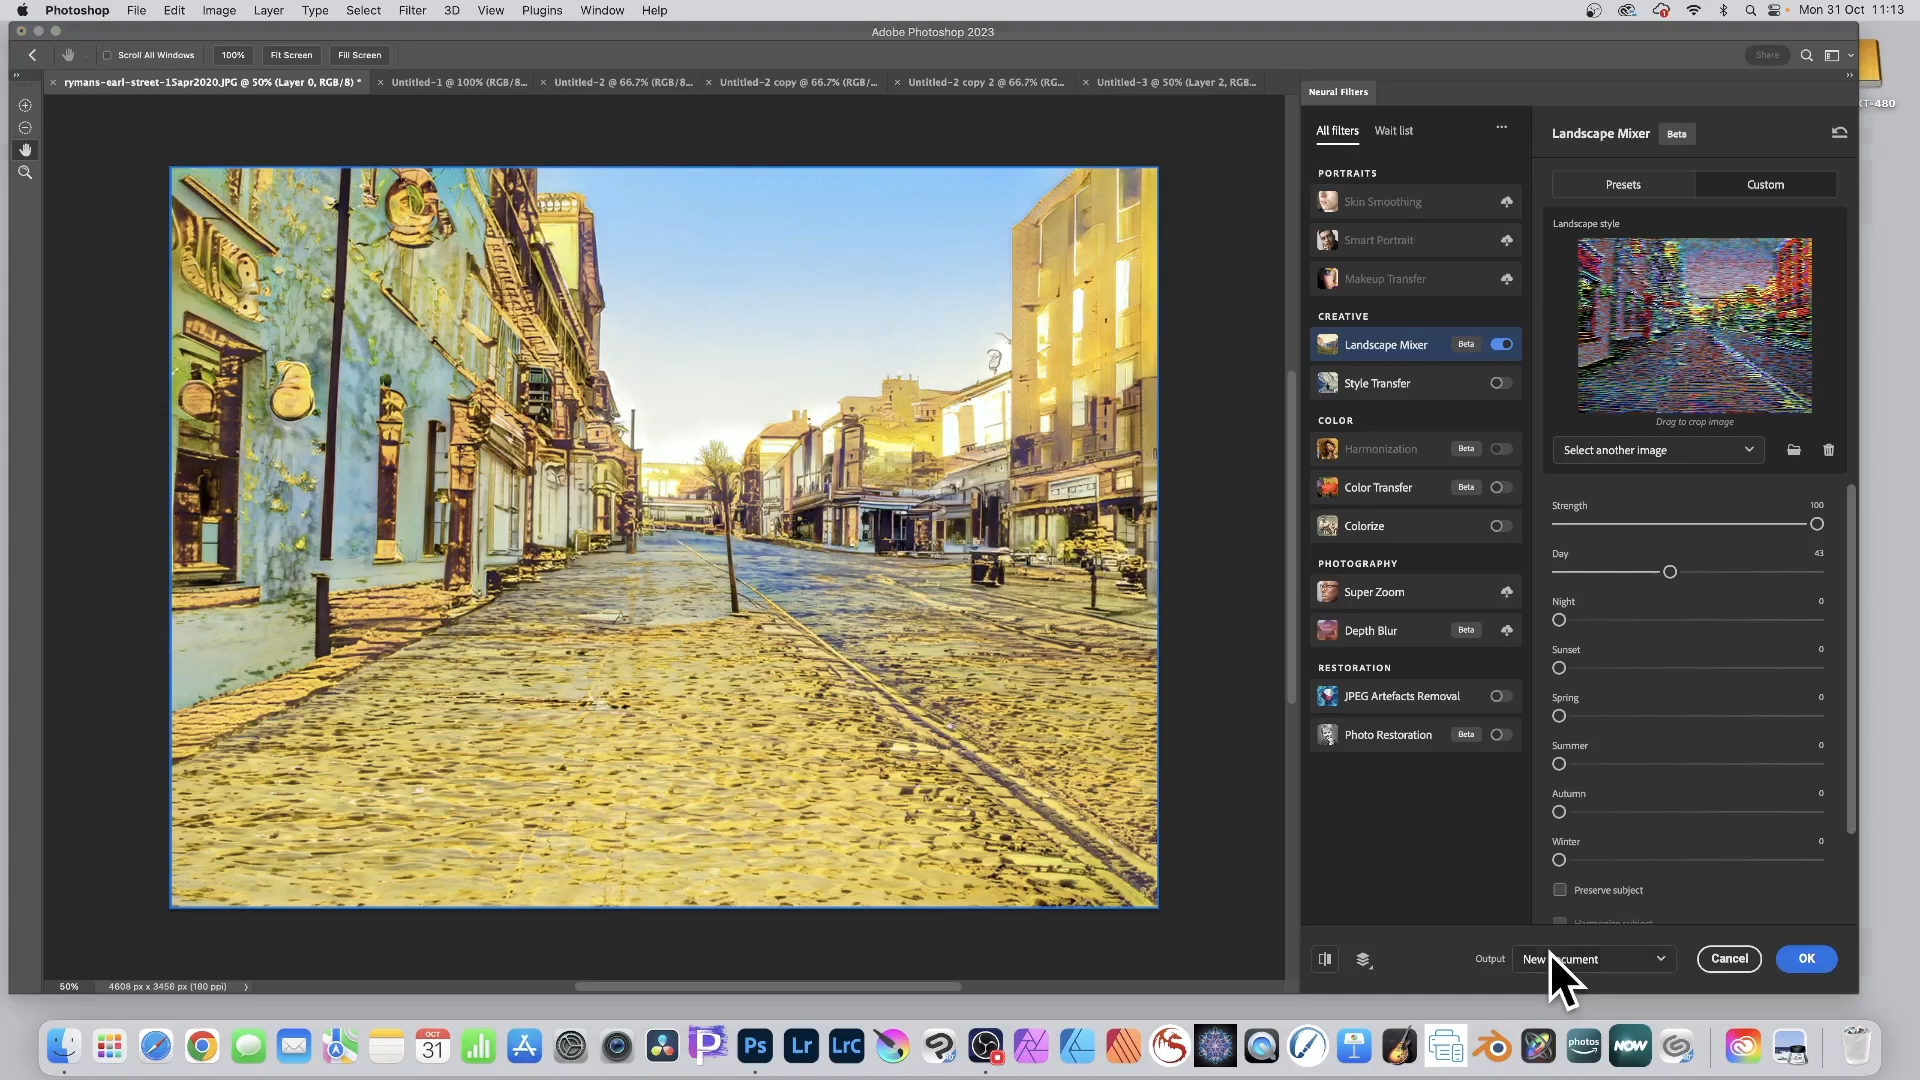 Photoshop File Edit Image Layer Type Select Filter 3D View Plugins Window Help Mon 31 Oct 11:13
Adobe Photoshop 2023
Scroll All Windows 100% Fit Screen Fill Screen Share
rymans-earl-street-15apr2020.JPG @ 50% (Layer 0, RGB/8) * Untitled-1 @ 100% (RGB/8... Untitled-2 @ 66.7% (RGB/8... Untitled-2 copy @ 66.7% (RGB/... Untitled-2 copy 2 @ 66.7% (RG... Untitled-3 @ 50% (Layer 2, RGB...
Neural Filters
XT-480
All filters Wait list
Landscape Mixer Beta
PORTRAITS
Presets Custom
Skin Smoothing
Landscape style
Smart Portrait
Makeup Transfer
CREATIVE
Landscape Mixer Beta
Style Transfer
COLOR
Drag to crop image
Harmonization Beta
Select another image
Color Transfer Beta
Strength 100
Colorize
Day 43
PHOTOGRAPHY
Super Zoom
Night 0
Depth Blur Beta
Sunset 0
RESTORATION
JPEG Artefacts Removal
Spring 0
Photo Restoration Beta
Summer 0
Autumn 0
Winter 0
Preserve subject
Harmonize subject
Output Cancel OK
50% 4608 px x 3456 px (180 ppi)
OCT
31
Ps Lr LrC
photos
NOW